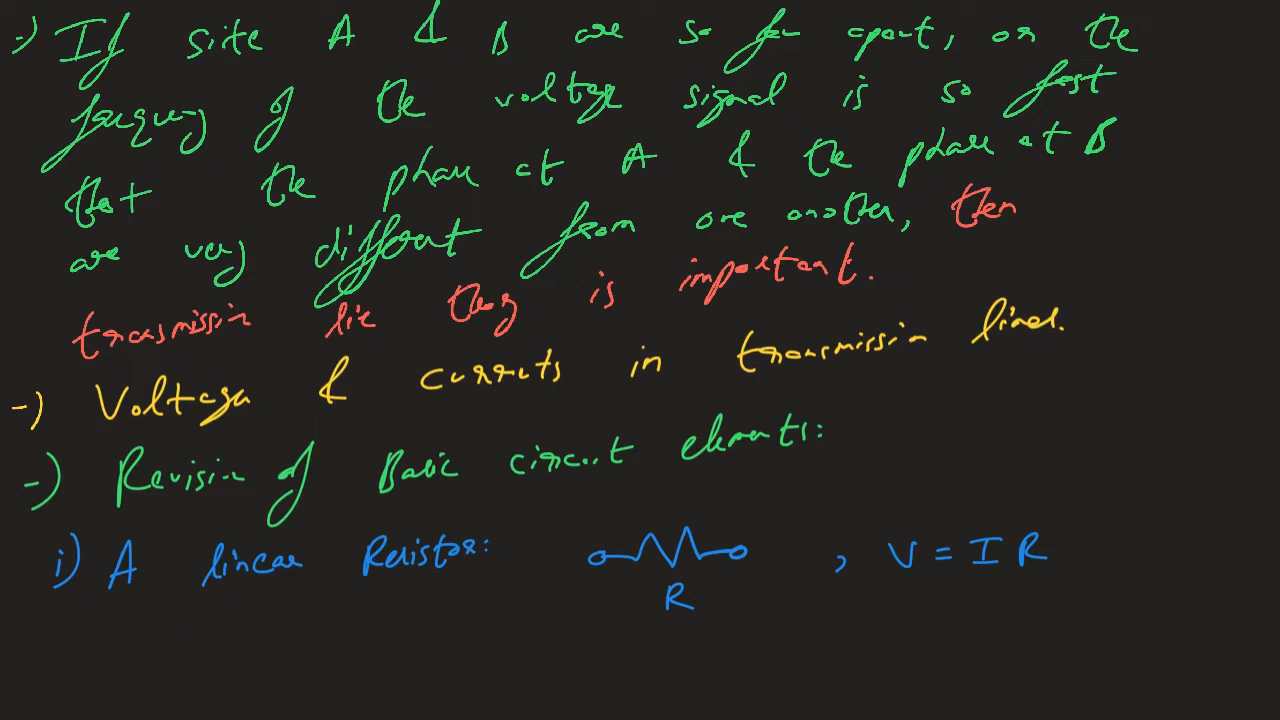 -) If site A & B are so far apart, or the
frequency of the voltage signal is so fast
that the phase at A & the phase at B
are very different from one another, then
transmission line theory is important.
-) Voltage & currents in transmission lines.
-) Revision of Basic circuit elements:
i) A linear Resistor: , V = I R
R